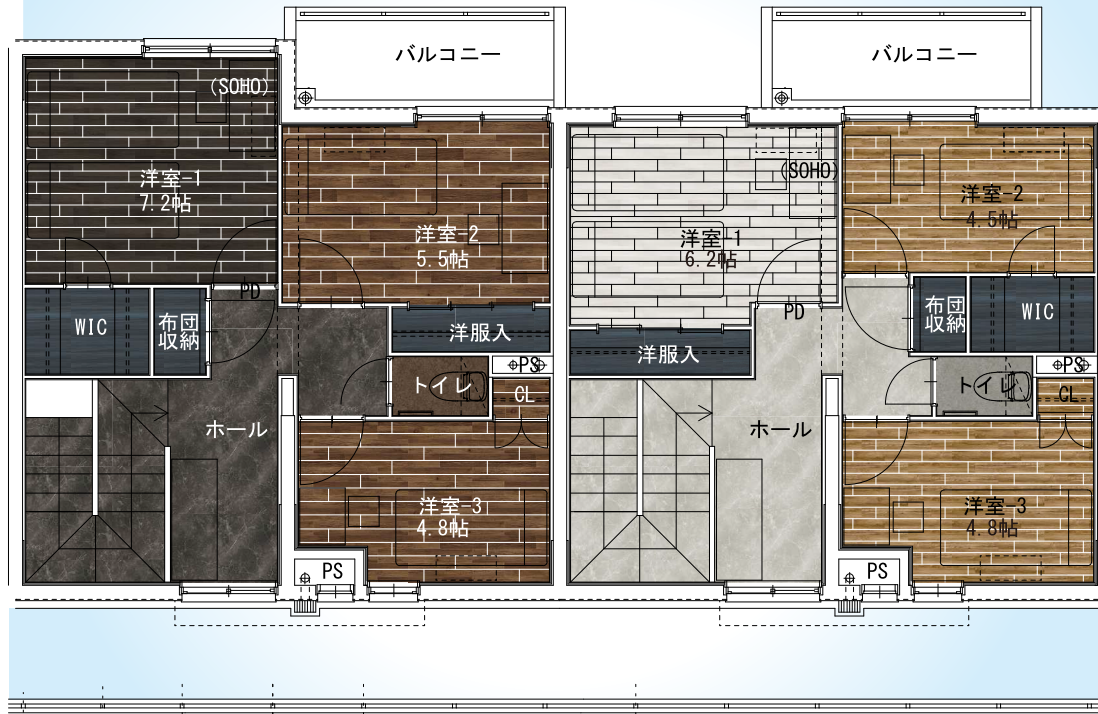 バルコニー
バルコニー
(SOHO)
洋室-1
7.2帖
洋室-2
5.5帖
(SOHO)
洋室-1
6.2帖
洋室-2
4.5帖
PD
WIC
布団
収納
洋服入
PS
トイレ
CL
ホール
洋室-3
4.8帖
PS
PD
洋服入
布団
収納
WIC
PS
トイレ
CL
ホール
洋室-3
4.8帖
PS